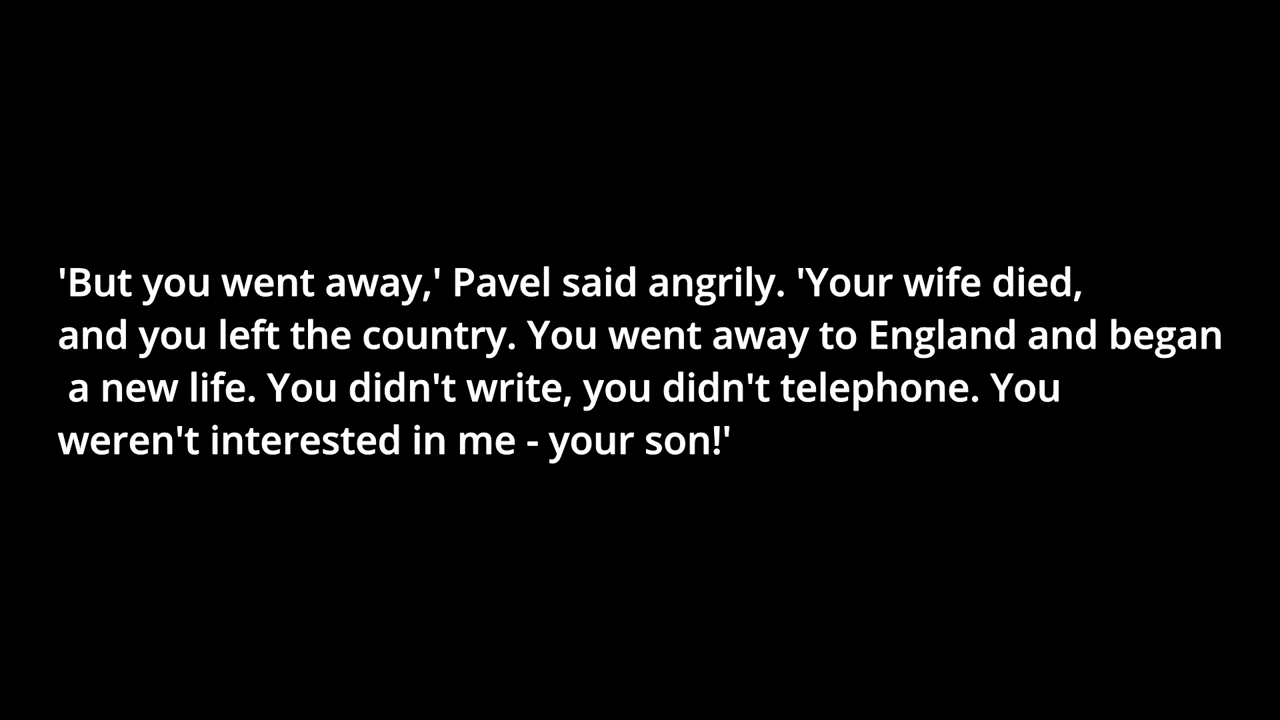 'But you went away,' Pavel said angrily. 'Your wife died,
and you left the country. You went away to England and began
a new life. You didn't write, you didn't telephone. You
weren't interested in me - your son!'